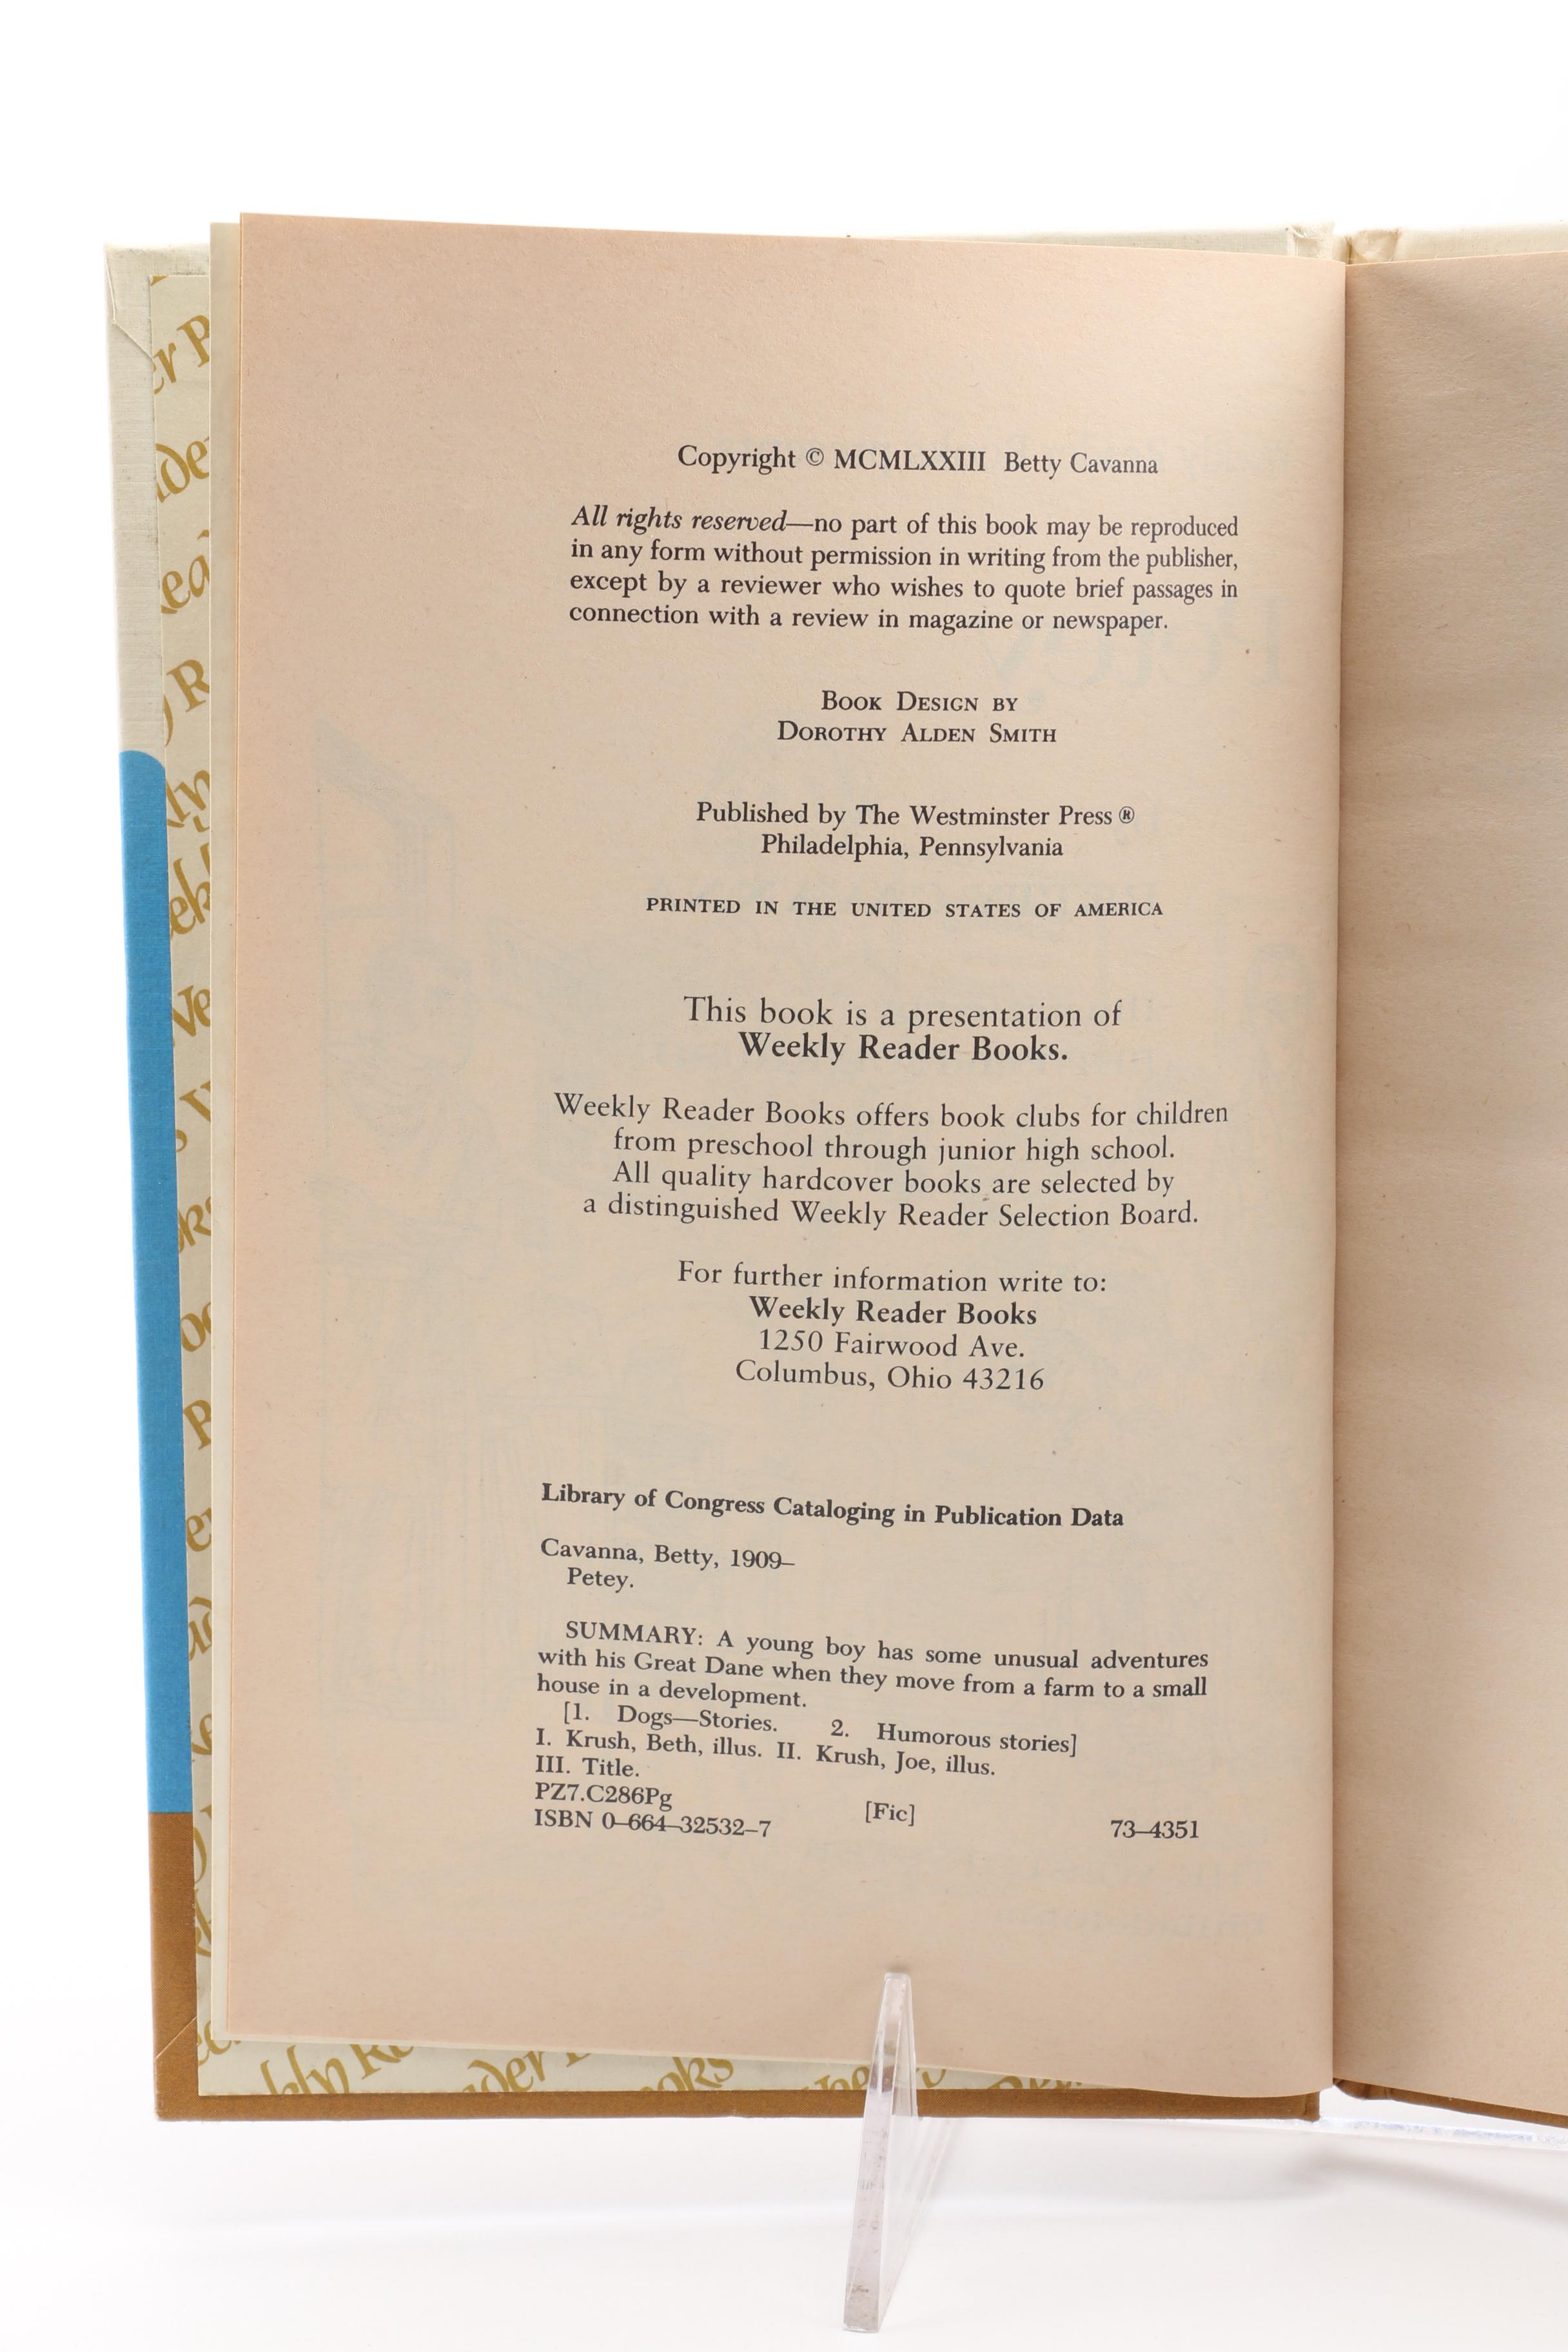 Copyright © MCMLXXIII Betty Cavanna
All rights reserved—no part of this book may be reproduced
in any form without permission in writing from the publisher,
except by a reviewer who wishes to quote brief passages in
connection with a review in magazine or newspaper.
BOOK DESIGN BY
DOROTHY ALDEN SMITH
Published by The Westminster Press ®
Philadelphia, Pennsylvania
PRINTED IN THE UNITED STATES OF AMERICA
This book is a presentation of
Weekly Reader Books.
Weekly Reader Books offers book clubs for children
from preschool through junior high school.
All quality hardcover books are selected by
a distinguished Weekly Reader Selection Board.
For further information write to:
Weekly Reader Books
1250 Fairwood Ave.
Columbus, Ohio 43216
Library of Congress Cataloging in Publication Data
Cavanna, Betty, 1909–
Petey.
SUMMARY: A young boy has some unusual adventures
with his Great Dane when they move from a farm to a small
house in a development.
[1. Dogs—Stories. 2. Humorous stories]
I. Krush, Beth, illus. II. Krush, Joe, illus.
III. Title.
PZ7.C286Pg [Fic] 73–4351
ISBN 0–664–32532–7